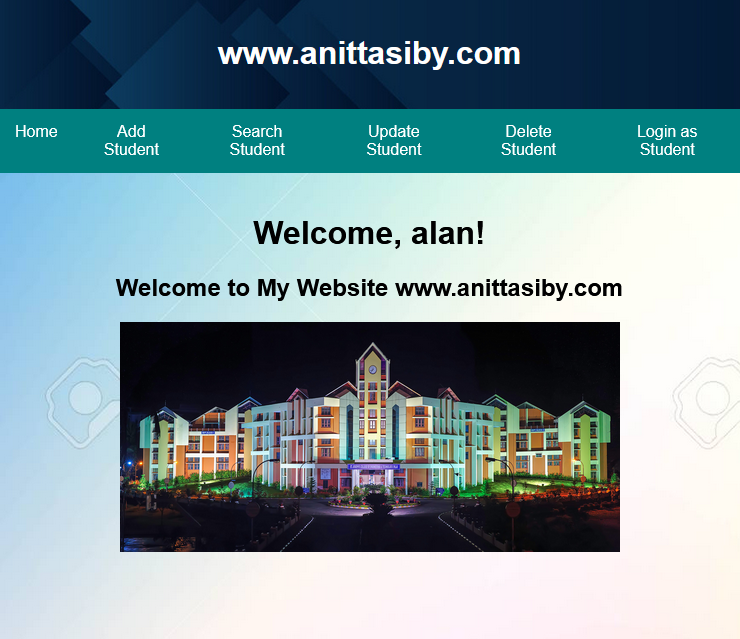 www.anittasiby.com
Home
Add
Student
Search
Student
Update
Student
Delete
Student
Login as
Student
Welcome, alan!
Welcome to My Website www.anittasiby.com